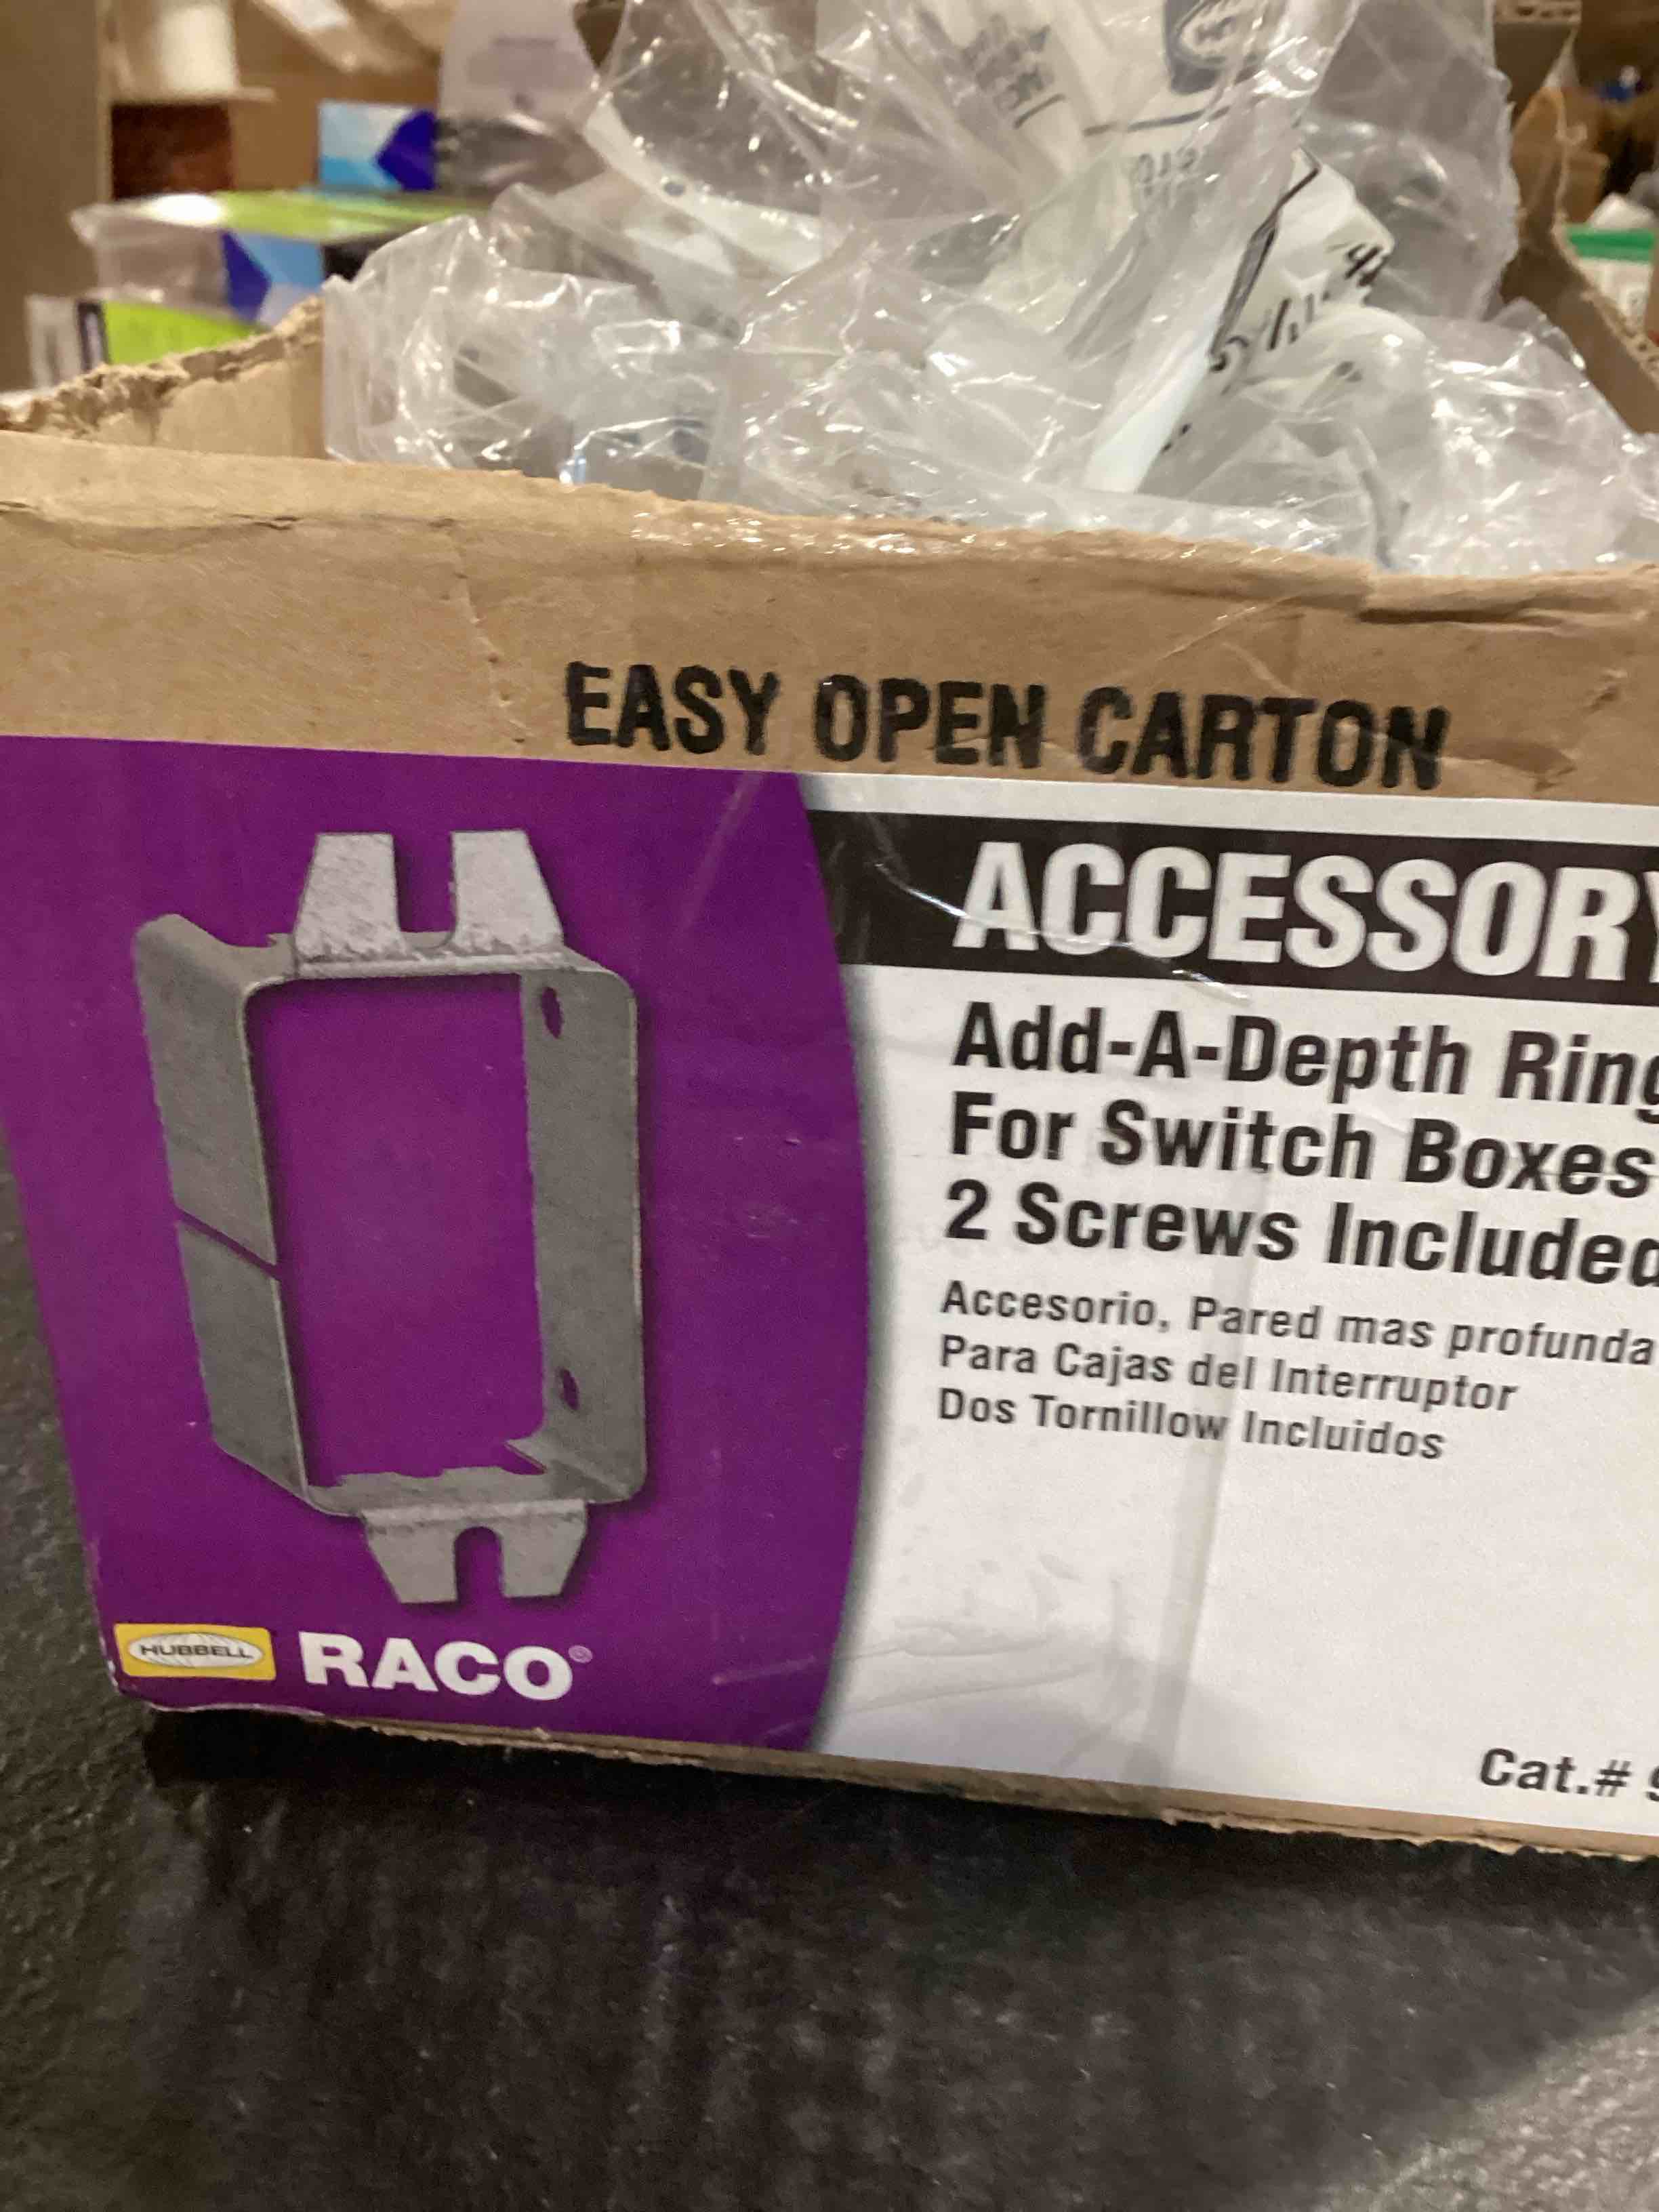 EASY OPEN CARTON
ACCESSORY
Add-A-Depth Ring
For Switch Boxes
2 Screws Included
Accesorio, Pared mas profunda
Para Cajas del Interruptor
Dos Tornillow Incluidos
HUBBELL RACO®
Cat.#